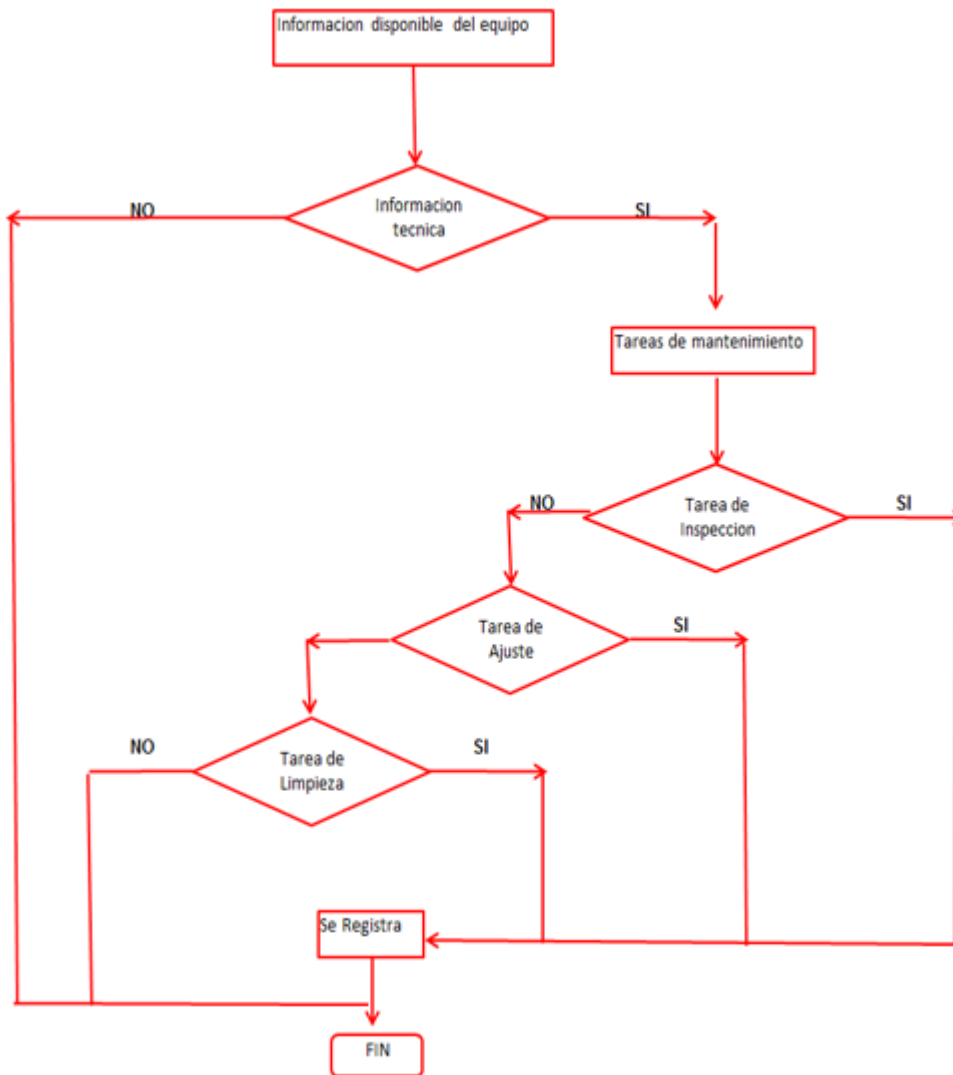 Informacion disponible del equipo
NO
Informacion
tecnica
SI
Tareas de mantenimiento
NO
Tarea de
Inspeccion
SI
Tarea de
Ajuste
SI
NO
Tarea de
Limpieza
SI
Se Registra
FIN